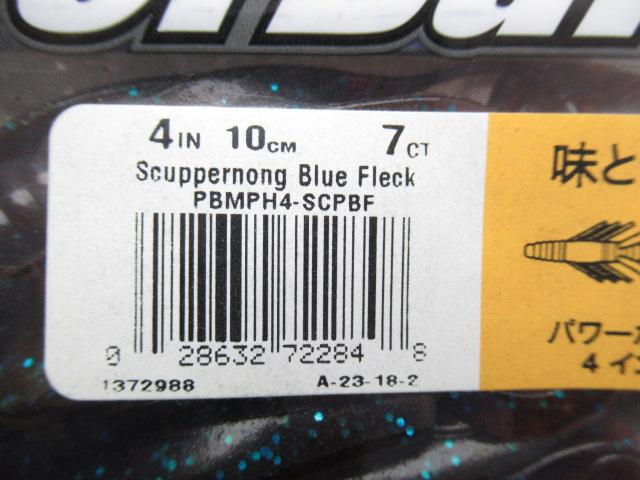 4IN 10CM 7CT
Scuppernong Blue Fleck
PBMPH4-SCPBF
0 28632 72284 8
1372988 A-23-18-2
味と
パワー
4 イン